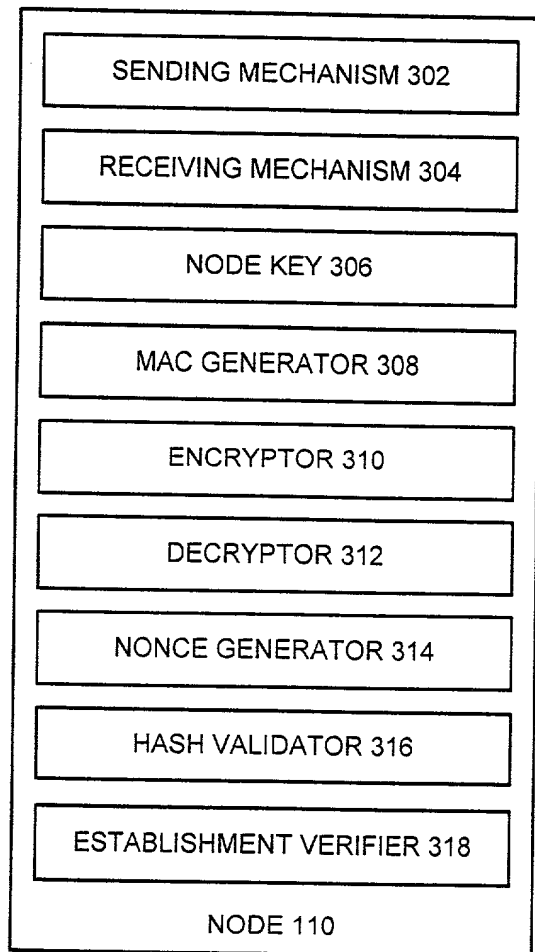 SENDING MECHANISM 302
RECEIVING MECHANISM 304
NODE KEY 306
MAC GENERATOR 308
ENCRYPTOR 310
DECRYPTOR 312
NONCE GENERATOR 314
HASH VALIDATOR 316
ESTABLISHMENT VERIFIER 318
NODE 110